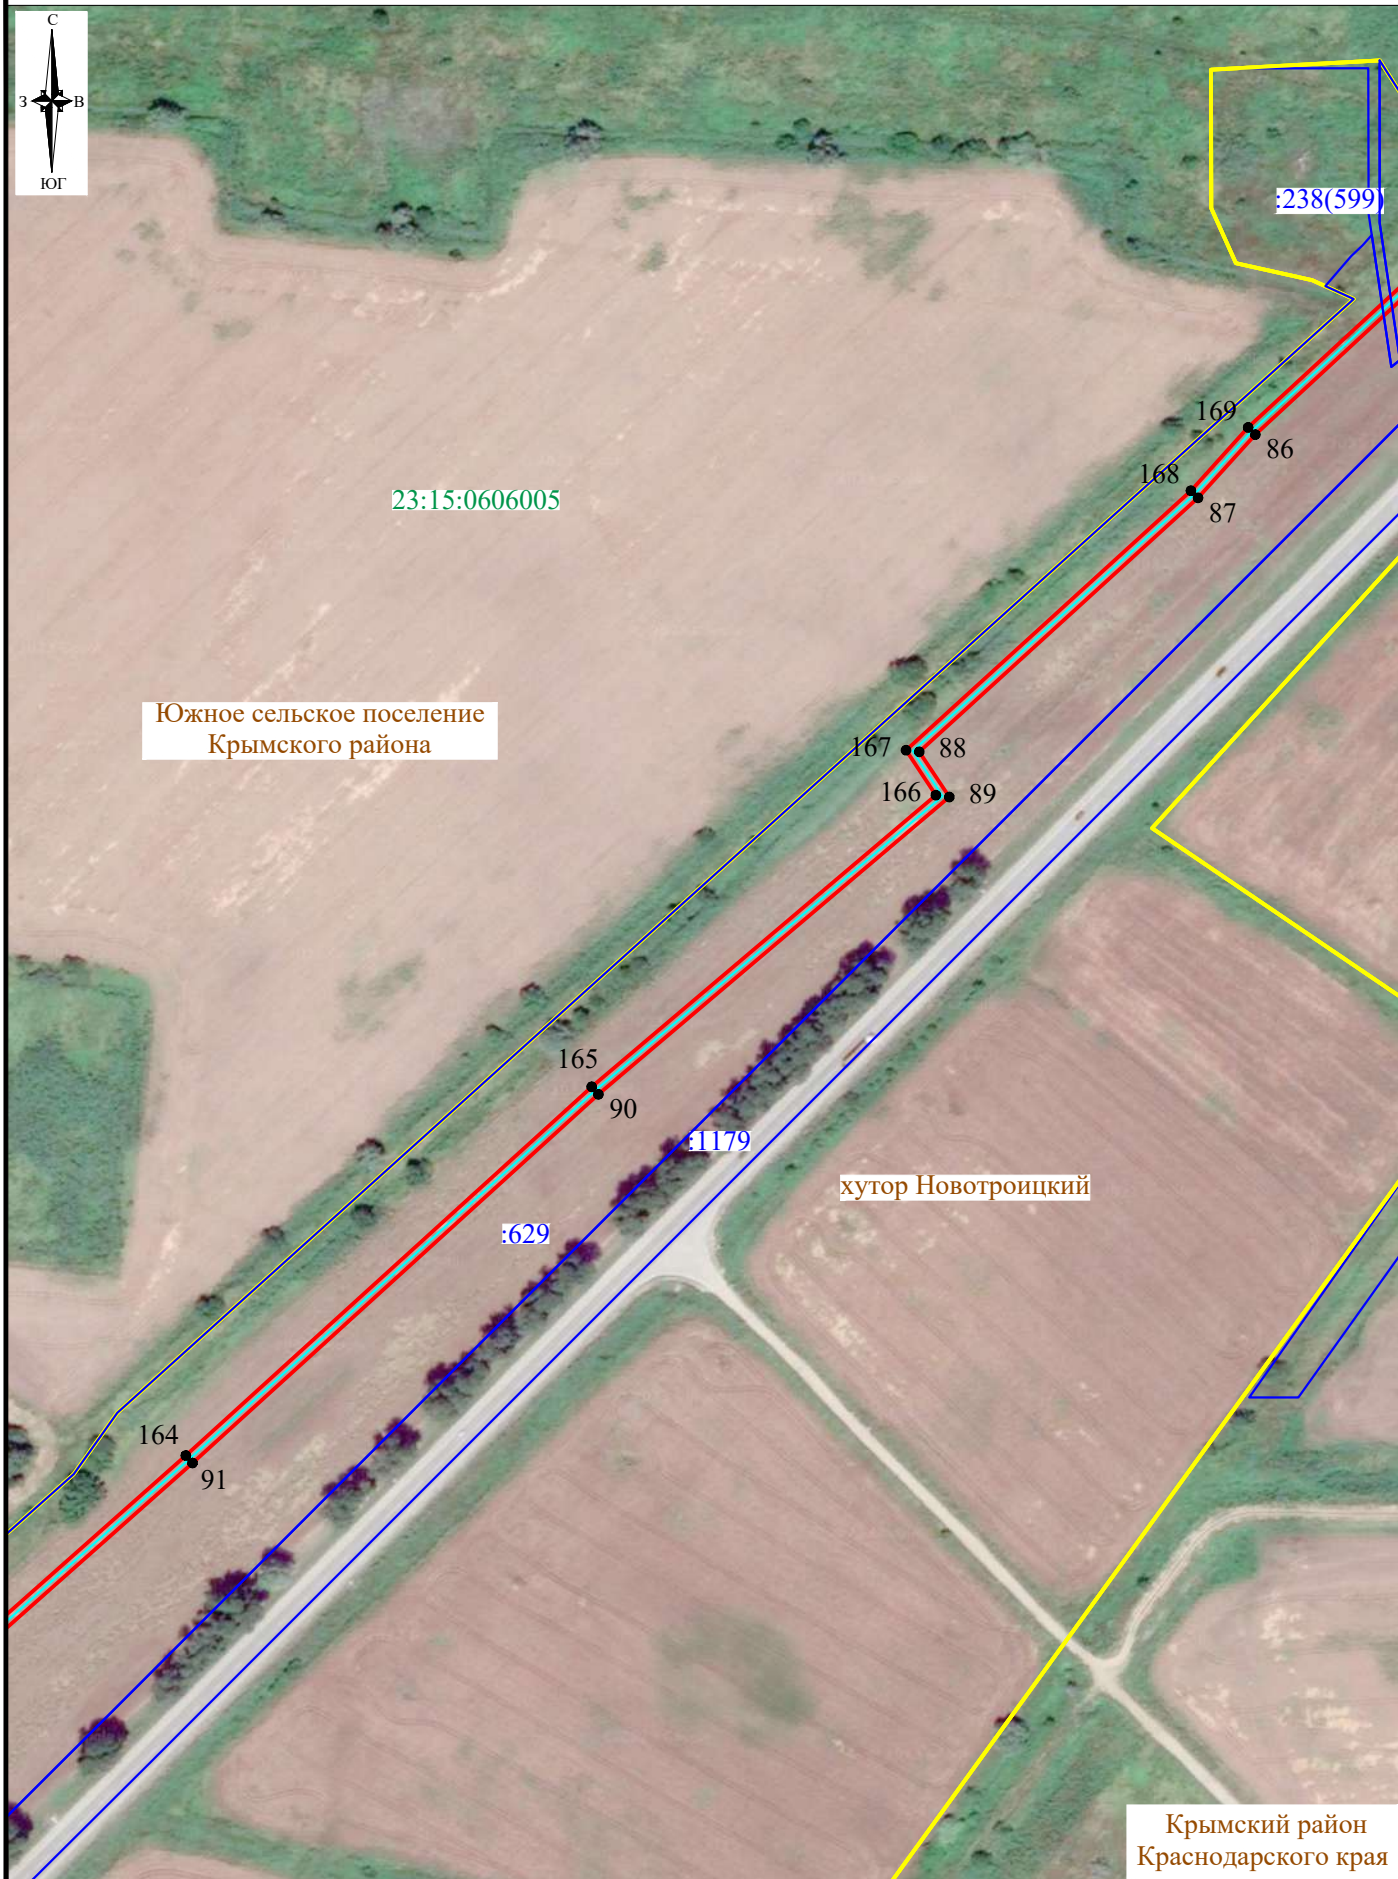 С
З
В
ЮГ
:238(599)
169
86
168
87
23:15:0606005
Южное сельское поселение
Крымского района
167
88
166
89
165
90
:1179
хутор Новотроицкий
:629
164
91
Крымский район
Краснодарского края